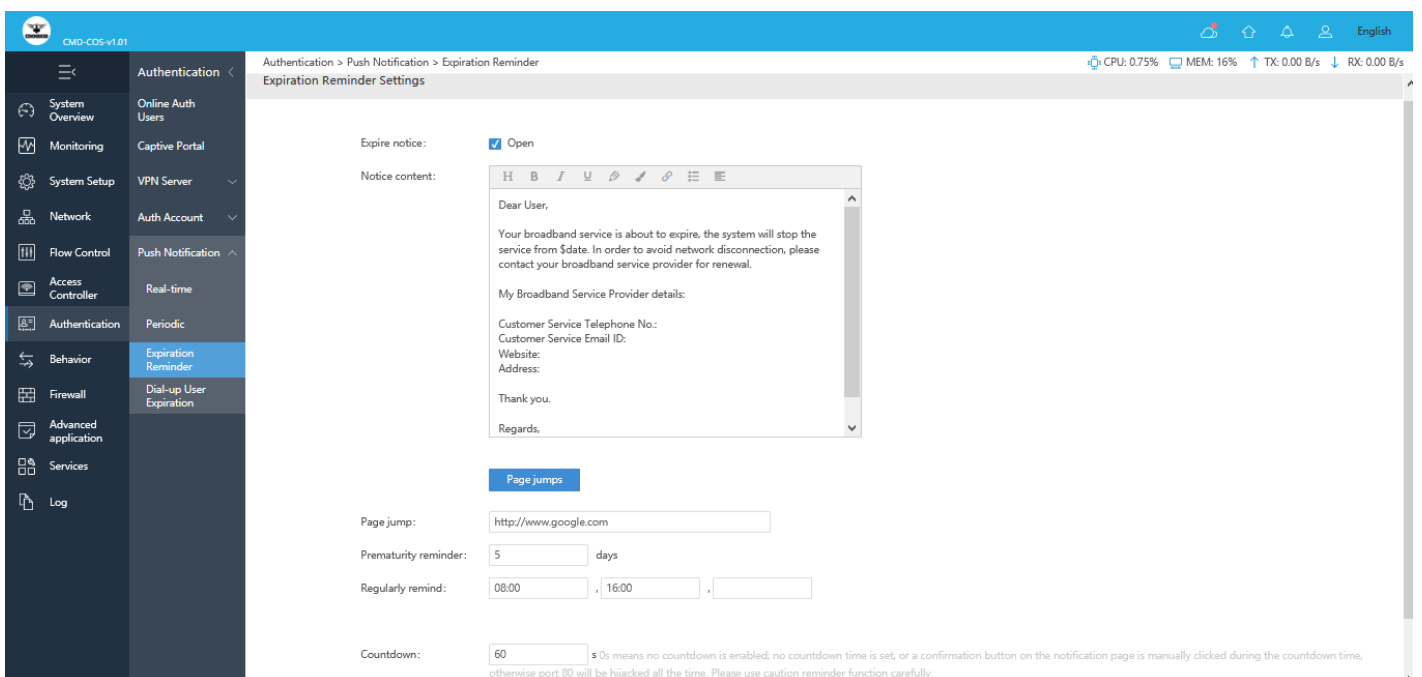 COMMANDO
CMD-COS-v1.01
English
Authentication
Authentication > Push Notification > Expiration Reminder
CPU: 0.75% MEM: 16% TX: 0.00 B/s RX: 0.00 B/s
Expiration Reminder Settings
System
Overview
Monitoring
System Setup
Network
Flow Control
Access
Controller
Authentication
Behavior
Firewall
Advanced
application
Services
Log
Online Auth
Users
Captive Portal
VPN Server
Auth Account
Push Notification
Real-time
Periodic
Expiration
Reminder
Dial-up User
Expiration
Expire notice: Open
Notice content:
H B I U
Dear User,
Your broadband service is about to expire, the system will stop the
service from $date. In order to avoid network disconnection, please
contact your broadband service provider for renewal.
My Broadband Service Provider details:
Customer Service Telephone No.:
Customer Service Email ID:
Website:
Address:
Thank you.
Regards,
Page jumps
Page jump: http://www.google.com
Prematurity reminder: 5 days
Regularly remind: 08:00 , 16:00 ,
Countdown: 60 s 0s means no countdown is enabled; no countdown time is set, or a confirmation button on the notification page is manually clicked during the countdown time,
otherwise port 80 will be hijacked all the time. Please use caution reminder function carefully.